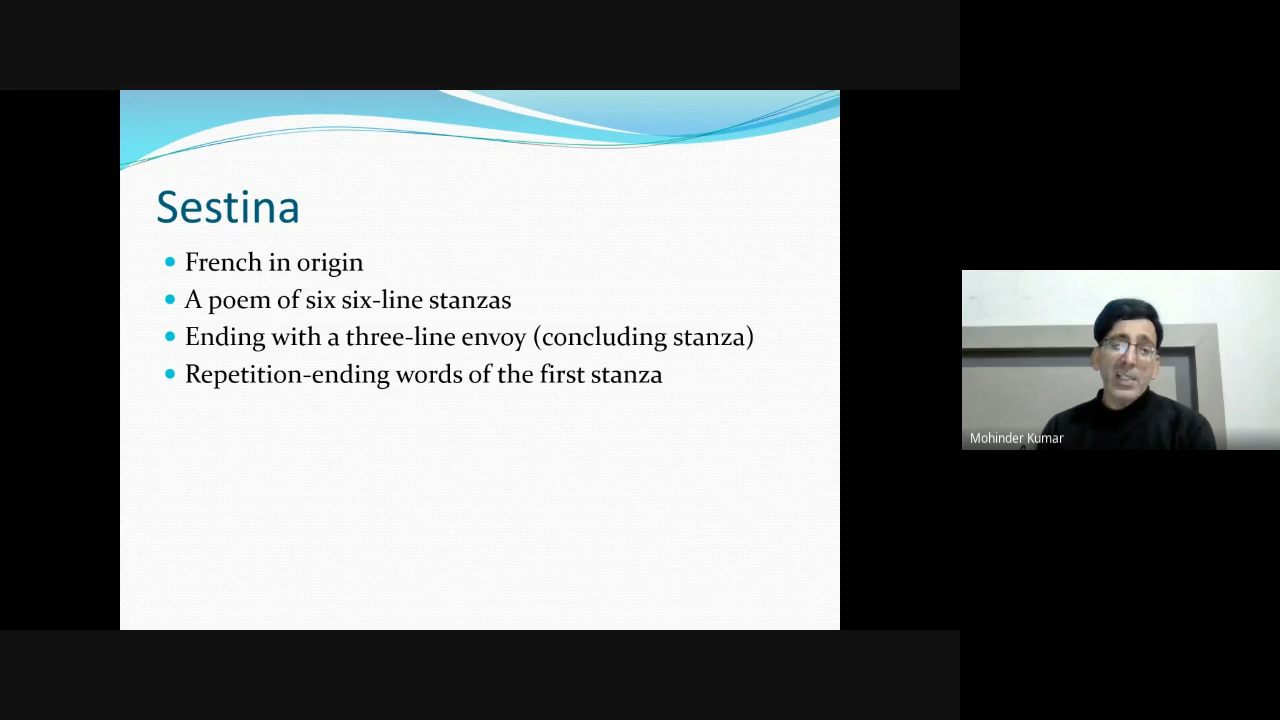 Sestina
French in origin
A poem of six six-line stanzas
Ending with a three-line envoy (concluding stanza)
Repetition-ending words of the first stanza
Mohinder Kumar